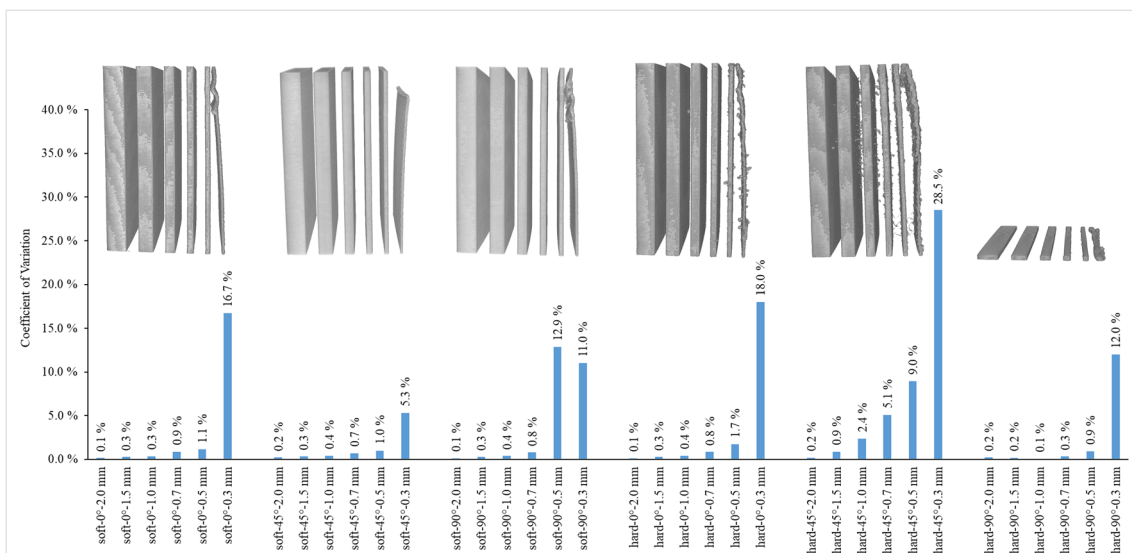 Coefficient of Variation
40.0 %
35.0 %
30.0 %
25.0 %
20.0 %
15.0 %
10.0 %
5.0 %
0.0 %
0.1 %
0.3 %
0.3 %
0.9 %
1.1 %
16.7 %
0.2 %
0.3 %
0.4 %
0.7 %
1.0 %
5.3 %
0.1 %
0.3 %
0.4 %
0.8 %
12.9 %
11.0 %
0.1 %
0.3 %
0.4 %
0.8 %
1.7 %
18.0 %
0.2 %
0.9 %
2.4 %
5.1 %
9.0 %
28.5 %
0.2 %
0.2 %
0.1 %
0.3 %
0.9 %
12.0 %
soft-0°-2.0 mm
soft-0°-1.5 mm
soft-0°-1.0 mm
soft-0°-0.7 mm
soft-0°-0.5 mm
soft-0°-0.3 mm
soft-45°-2.0 mm
soft-45°-1.5 mm
soft-45°-1.0 mm
soft-45°-0.7 mm
soft-45°-0.5 mm
soft-45°-0.3 mm
soft-90°-2.0 mm
soft-90°-1.5 mm
soft-90°-1.0 mm
soft-90°-0.7 mm
soft-90°-0.5 mm
soft-90°-0.3 mm
hard-0°-2.0 mm
hard-0°-1.5 mm
hard-0°-1.0 mm
hard-0°-0.7 mm
hard-0°-0.5 mm
hard-0°-0.3 mm
hard-45°-2.0 mm
hard-45°-1.5 mm
hard-45°-1.0 mm
hard-45°-0.7 mm
hard-45°-0.5 mm
hard-45°-0.3 mm
hard-90°-2.0 mm
hard-90°-1.5 mm
hard-90°-1.0 mm
hard-90°-0.7 mm
hard-90°-0.5 mm
hard-90°-0.3 mm